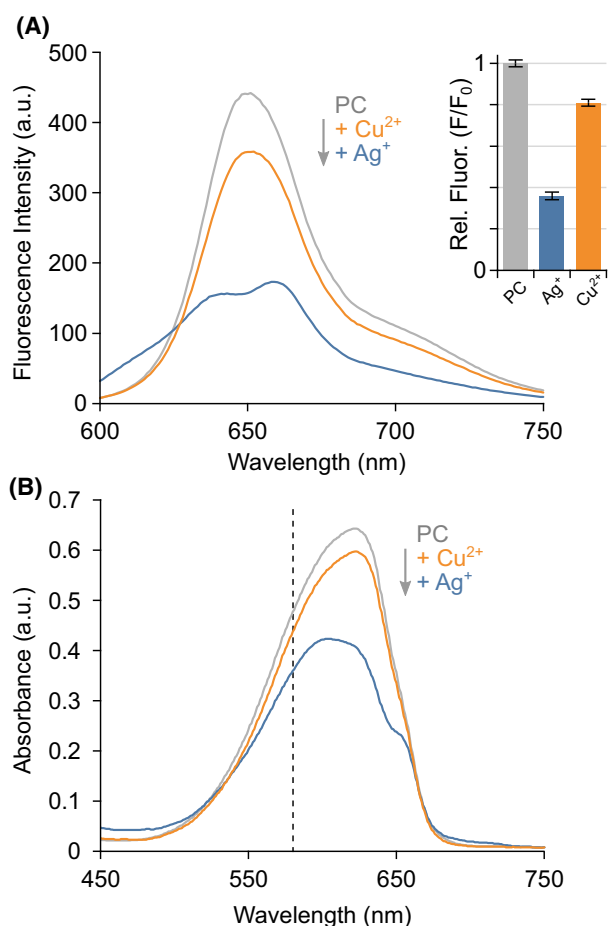 (A)
500
400
300
200
100
0
Fluorescence Intensity (a.u.)
600
650
700
750
Wavelength (nm)
PC
+ Cu²⁺
+ Ag⁺
1
0
Rel. Fluor. (F/F₀)
PC
Ag⁺
Cu²⁺
(B)
0.7
0.6
0.5
0.4
0.3
0.2
0.1
0
Absorbance (a.u.)
450
550
650
750
Wavelength (nm)
PC
+ Cu²⁺
+ Ag⁺